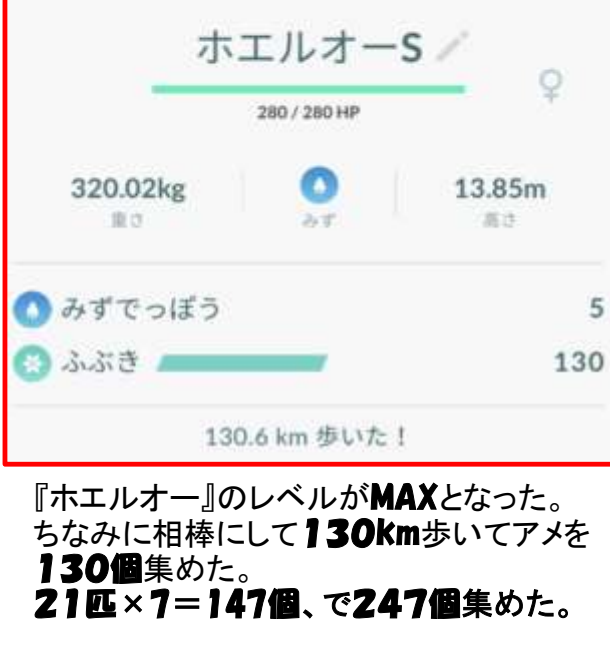 ホエルオーS
280 / 280 HP
320.02kg
13.85m
重さ
みず
高さ
みずでっぽう 5
ふぶき 130
130.6 km 歩いた！
『ホエルオー』のレベルがMAXとなった。
ちなみに相棒にして130km歩いてアメを
130個集めた。
21匹×7＝147個、で247個集めた。